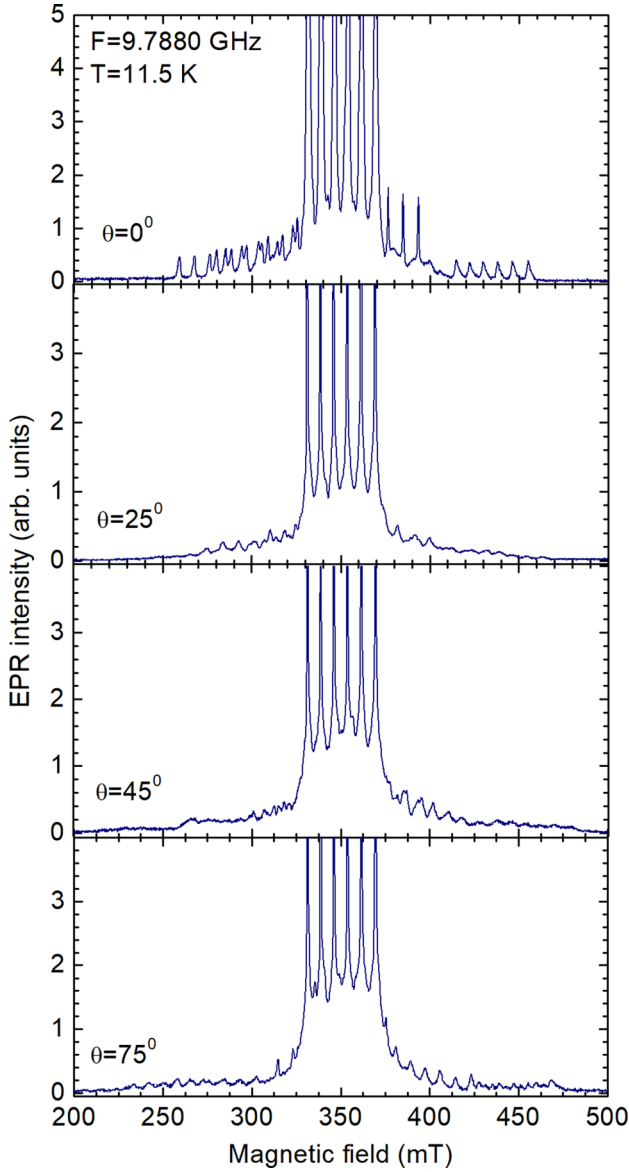 5
F=9.7880 GHz
T=11.5 K
4
3
2
1
θ=0⁰
0
3
2
1
θ=25⁰
0
EPR intensity (arb. units)
3
2
1
θ=45⁰
0
3
2
1
θ=75⁰
0
200 250 300 350 400 450 500
Magnetic field (mT)